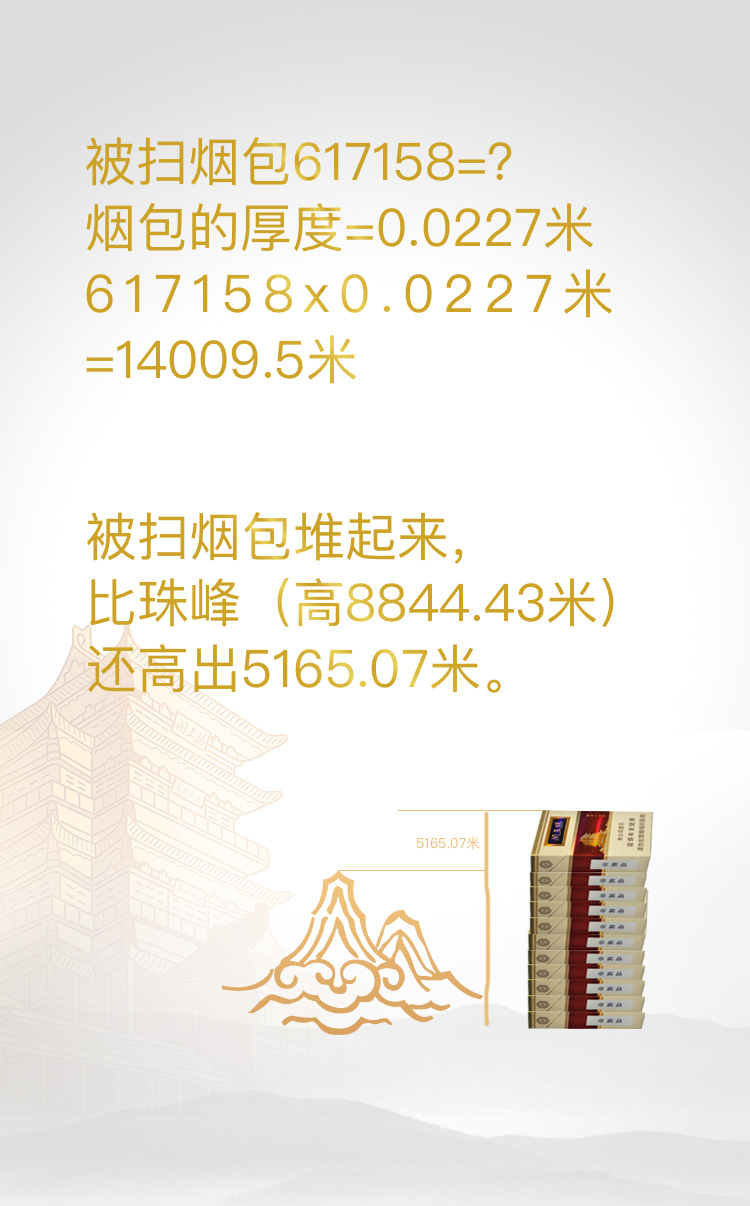 被扫烟包617158=?
烟包的厚度=0.0227米
617158x0.0227米
=14009.5米
被扫烟包堆起来，
比珠峰（高8844.43米）
还高出5165.07米。
5165.07米